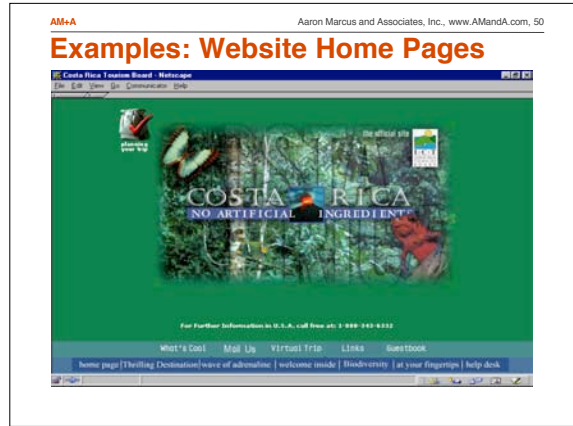 AM+A
Aaron Marcus and Associates, Inc., www.AMandA.com, 50
Examples: Website Home Pages
Costa Rica Tourism Board - Netscape
File Edit View Go Communicator Help
planning
your trip
the official site
COSTA RICA
NO ARTIFICIAL INGREDIENTS
For Further Information in U.S.A, call free at: 1-800-343-6332
What's Cool Mail Us Virtual Trip Links Guestbook
home page|Thrilling Destination|wave of adrenaline | welcome inside | Biodiversity | at your fingertips | help desk